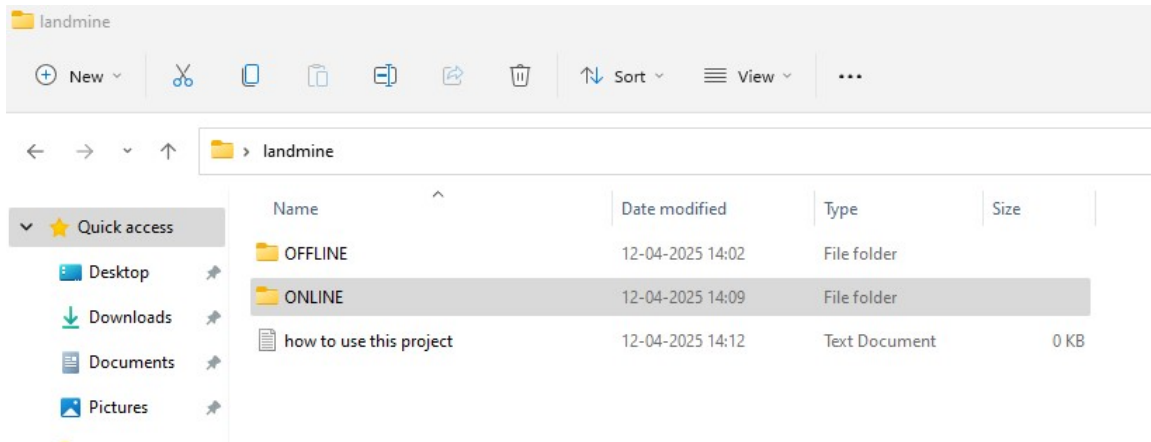 landmine
New Sort View ...
landmine
Name Date modified Type Size
Quick access
OFFLINE 12-04-2025 14:02 File folder
Desktop
ONLINE 12-04-2025 14:09 File folder
Downloads
how to use this project 12-04-2025 14:12 Text Document 0 KB
Documents
Pictures